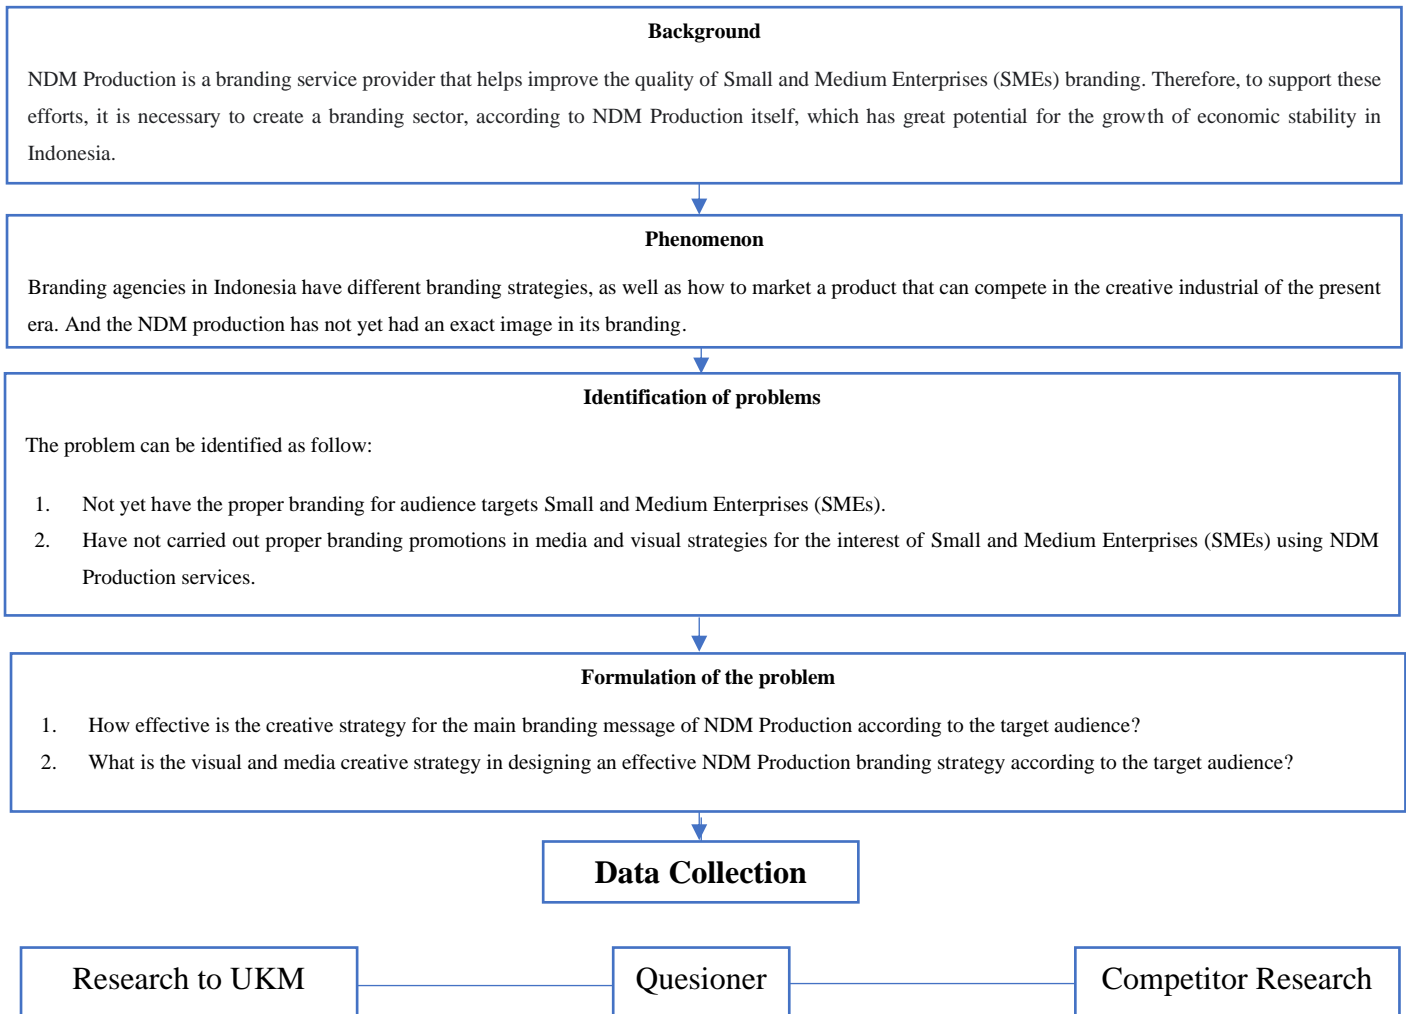 Background
NDM Production is a branding service provider that helps improve the quality of Small and Medium Enterprises (SMEs) branding. Therefore, to support these
efforts, it is necessary to create a branding sector, according to NDM Production itself, which has great potential for the growth of economic stability in
Indonesia.
Phenomenon
Branding agencies in Indonesia have different branding strategies, as well as how to market a product that can compete in the creative industrial of the present
era. And the NDM production has not yet had an exact image in its branding.
Identification of problems
The problem can be identified as follow:
1. Not yet have the proper branding for audience targets Small and Medium Enterprises (SMEs).
2. Have not carried out proper branding promotions in media and visual strategies for the interest of Small and Medium Enterprises (SMEs) using NDM
Production services.
Formulation of the problem
1. How effective is the creative strategy for the main branding message of NDM Production according to the target audience?
2. What is the visual and media creative strategy in designing an effective NDM Production branding strategy according to the target audience?
Data Collection
Research to UKM
Quesioner
Competitor Research